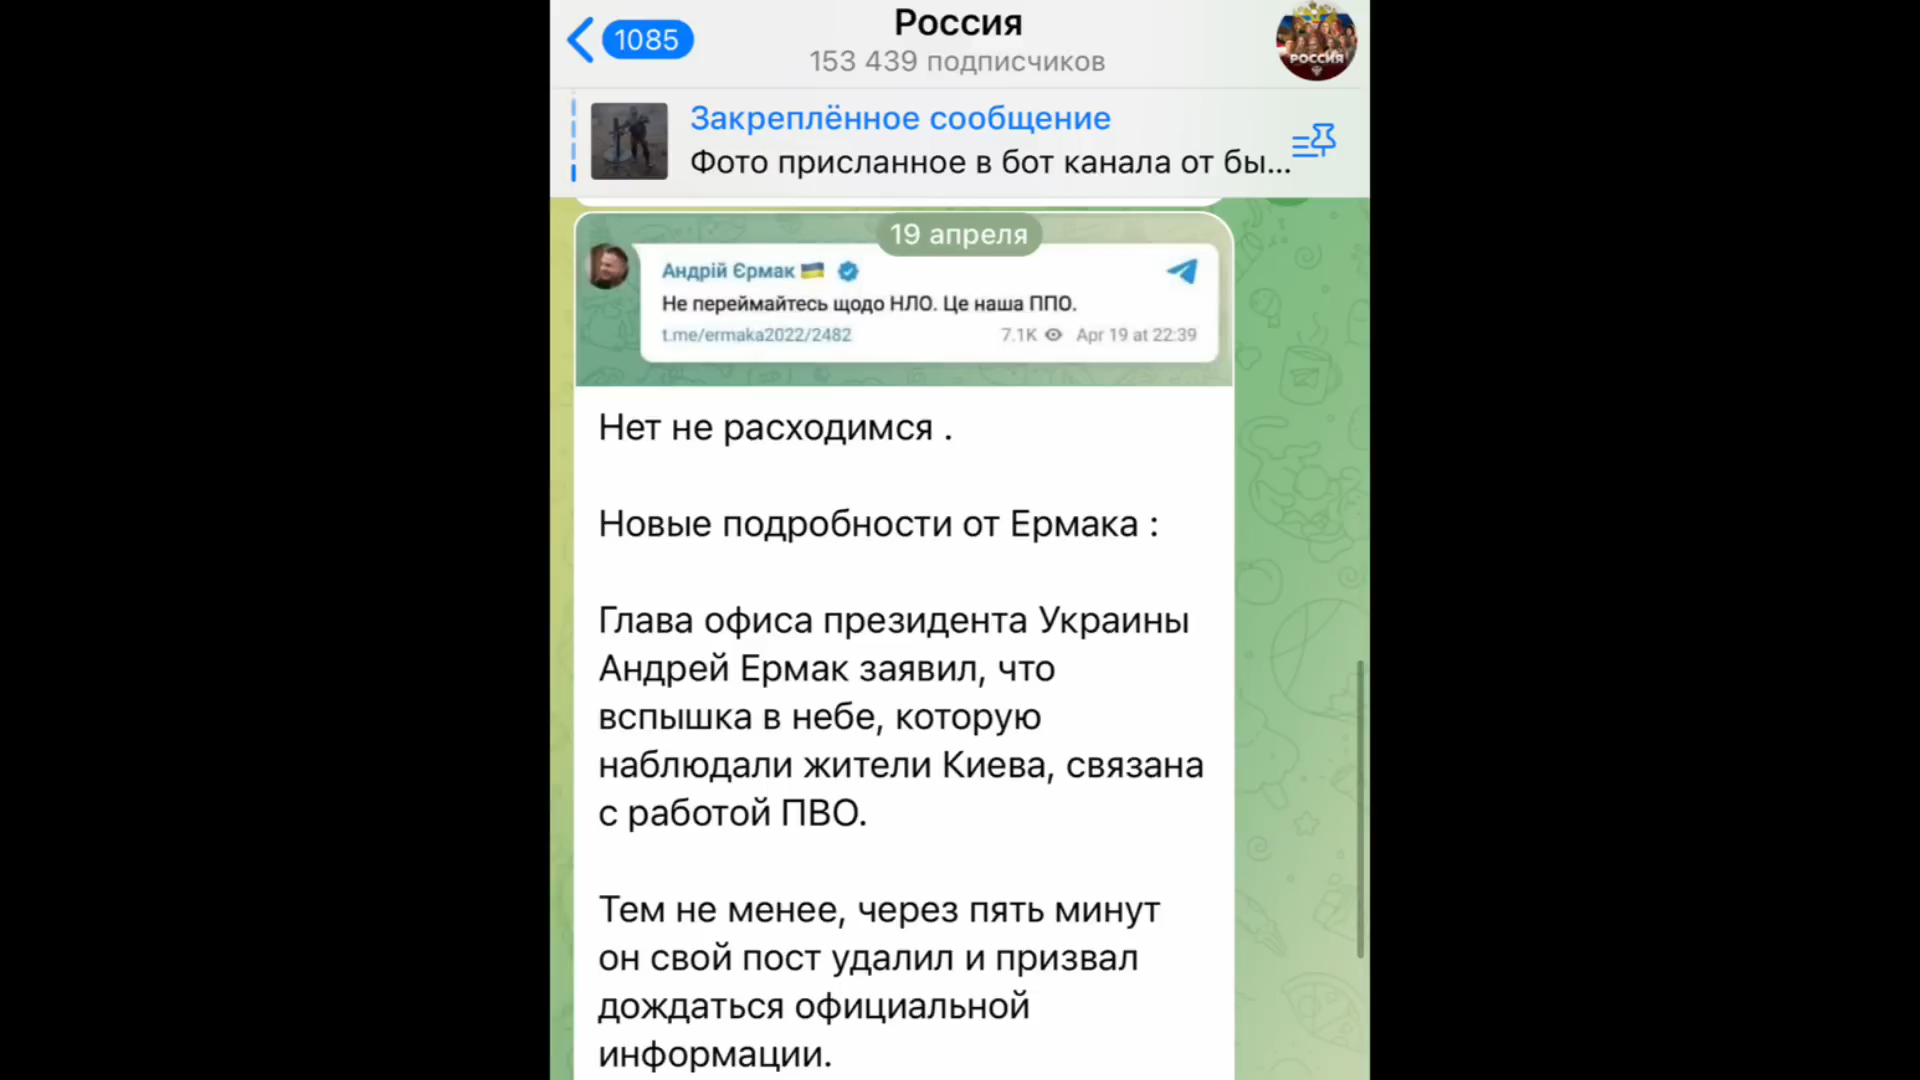 1085
Россия
153 439 подписчиков
РОССИЯ
Закреплённое сообщение
Фото присланное в бот канала от бы...
19 апреля
Андрій Єрмак
Не переймайтесь щодо НЛО. Це наша ППО.
t.me/ermaka2022/2482 7.1K Apr 19 at 22:39
Нет не расходимся .
Новые подробности от Ермака :
Глава офиса президента Украины
Андрей Ермак заявил, что
вспышка в небе, которую
наблюдали жители Киева, связана
с работой ПВО.
Тем не менее, через пять минут
он свой пост удалил и призвал
дождаться официальной
информации.